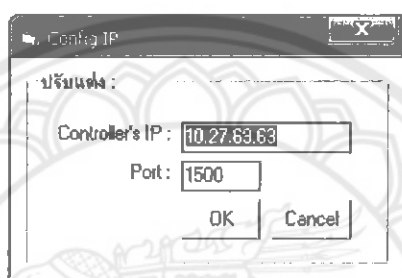 Config IP
ปรับแต่ง :
Controller's IP : 10.27.63.63
Port : 1500
OK Cancel